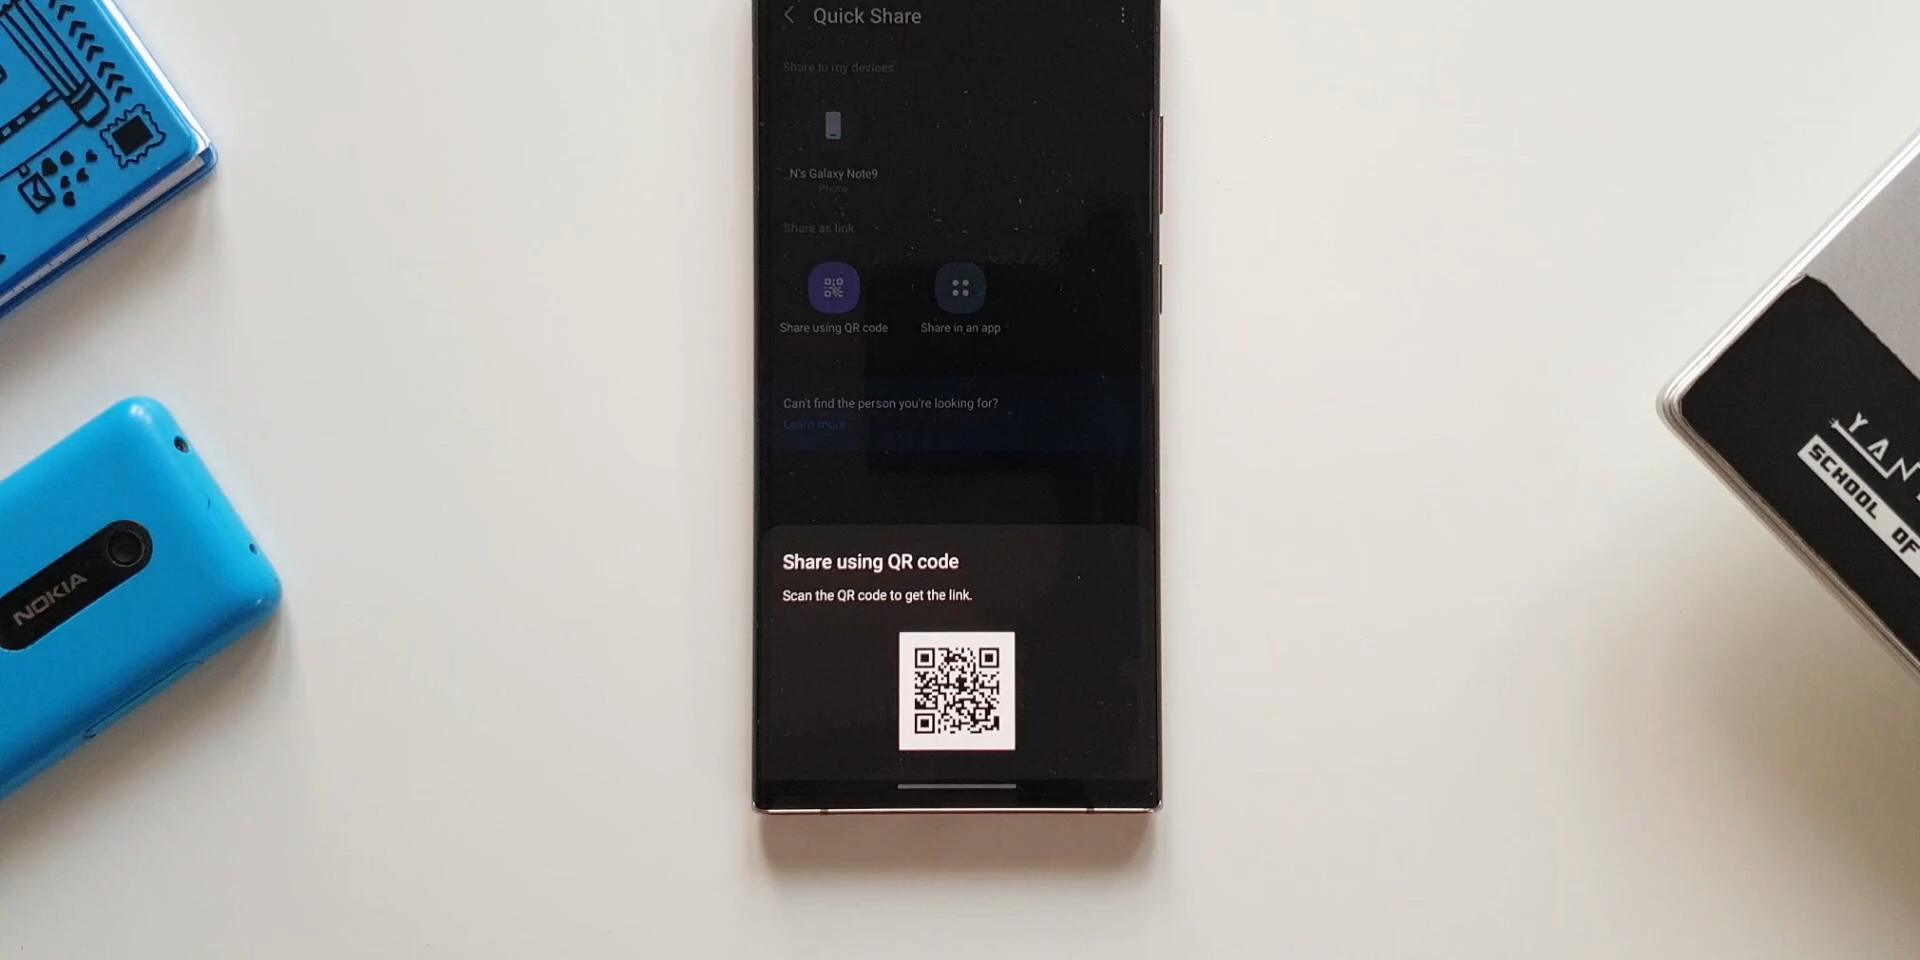 Quick Share
Share to my devices
_N's Galaxy Note9
Phone
Share as link
Share using QR code
Share in an app
Can't find the person you're looking for?
Learn more
Share using QR code
Scan the QR code to get the link.
NOKIA
SCHOOL OF